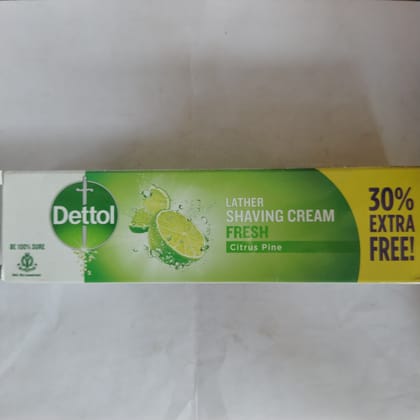 Dettol
BE 100% SURE
LATHER
SHAVING CREAM
FRESH
Citrus Pine
30%
EXTRA
FREE!